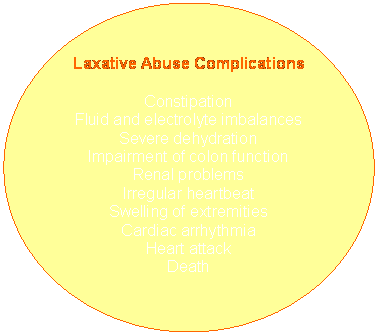 Laxative Abuse Complications
Constipation
Fluid and electrolyte imbalances
Severe dehydration
Impairment of colon function
Renal problems
Irregular heartbeat
Swelling of extremities
Cardiac arrhythmia
Heart attack
Death